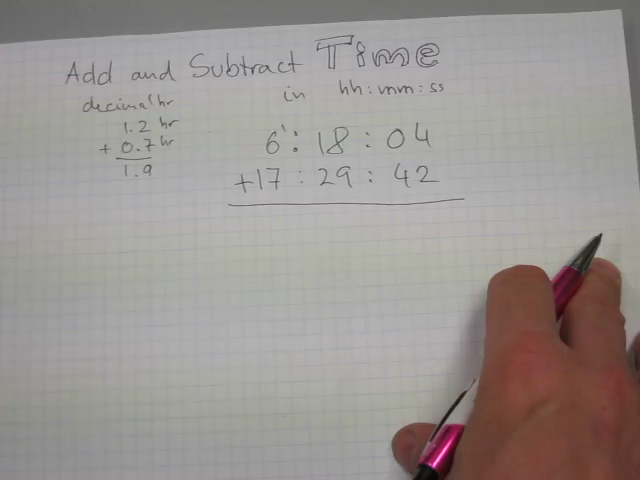 Add and Subtract Time
in hh:mm:ss
decimal hr
1.2 hr
+ 0.7 hr
1.9
6 : 18 : 04
+17 : 29 : 42